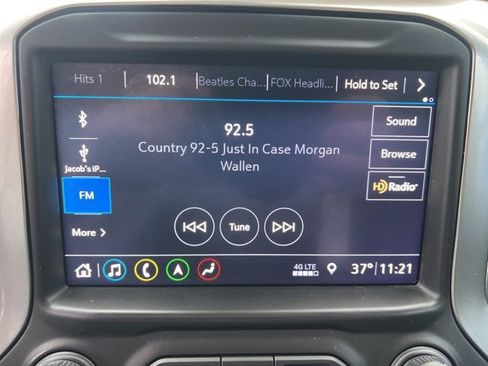 Hits 1 102.1 Beatles Cha... FOX Headli... Hold to Set
92.5
Country 92-5 Just In Case Morgan
Wallen
Sound
Jacob's iP...
Browse
FM
HD Radio
More
Tune
4G LTE
37° 11:21